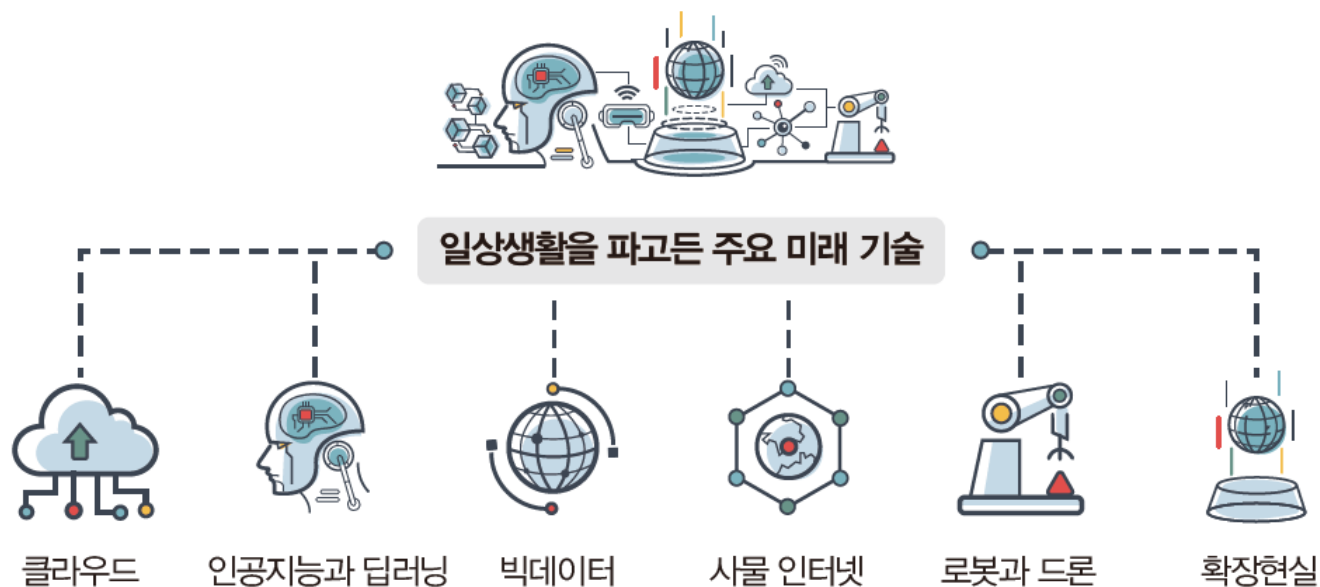 일상생활을 파고든 주요 미래 기술
클라우드
인공지능과 딥러닝
빅데이터
사물 인터넷
로봇과 드론
확장현실